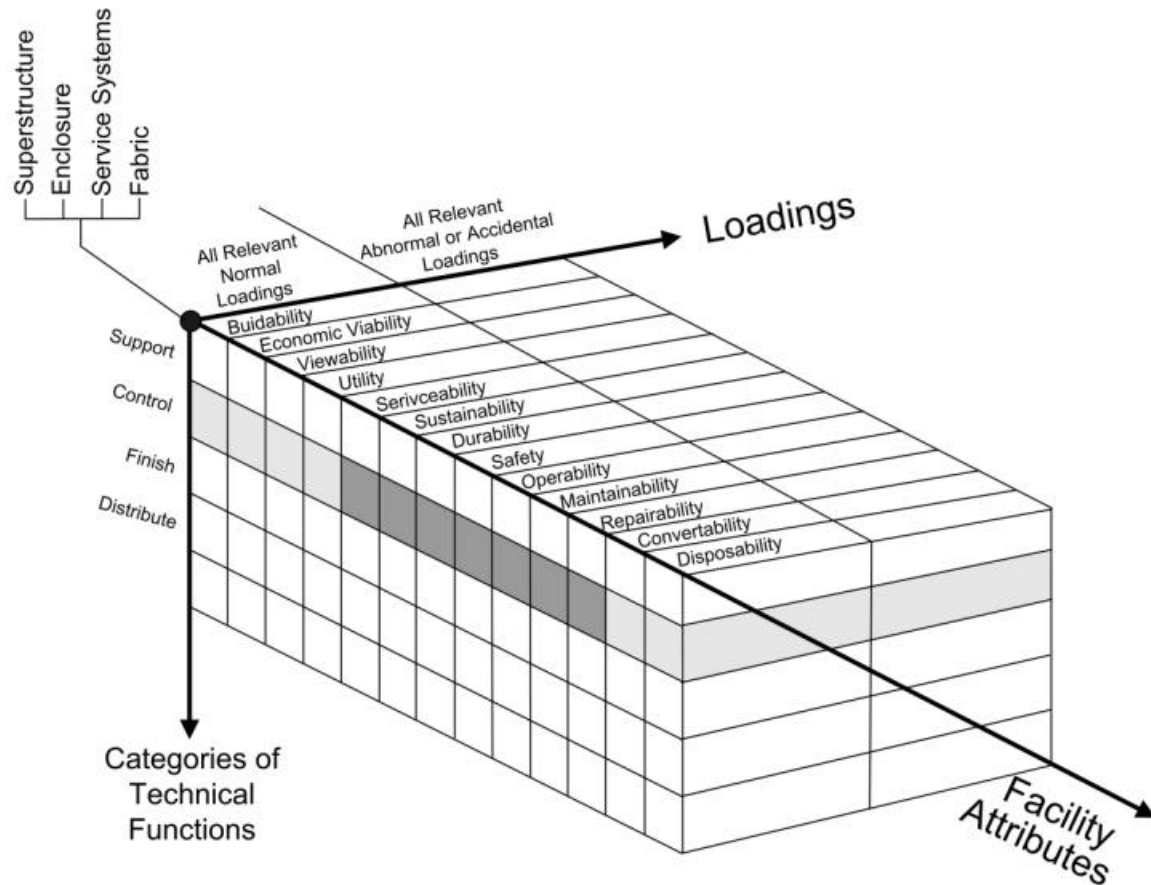 Superstructure
Enclosure
Service Systems
Fabric
All Relevant
Normal
Loadings
All Relevant
Abnormal or Accidental
Loadings
Loadings
Support
Control
Finish
Distribute
Buidability
Economic Viability
Viewability
Utility
Serivceability
Sustainability
Durability
Safety
Operability
Maintainability
Repairability
Convertability
Disposability
Categories of
Technical
Functions
Facility
Attributes